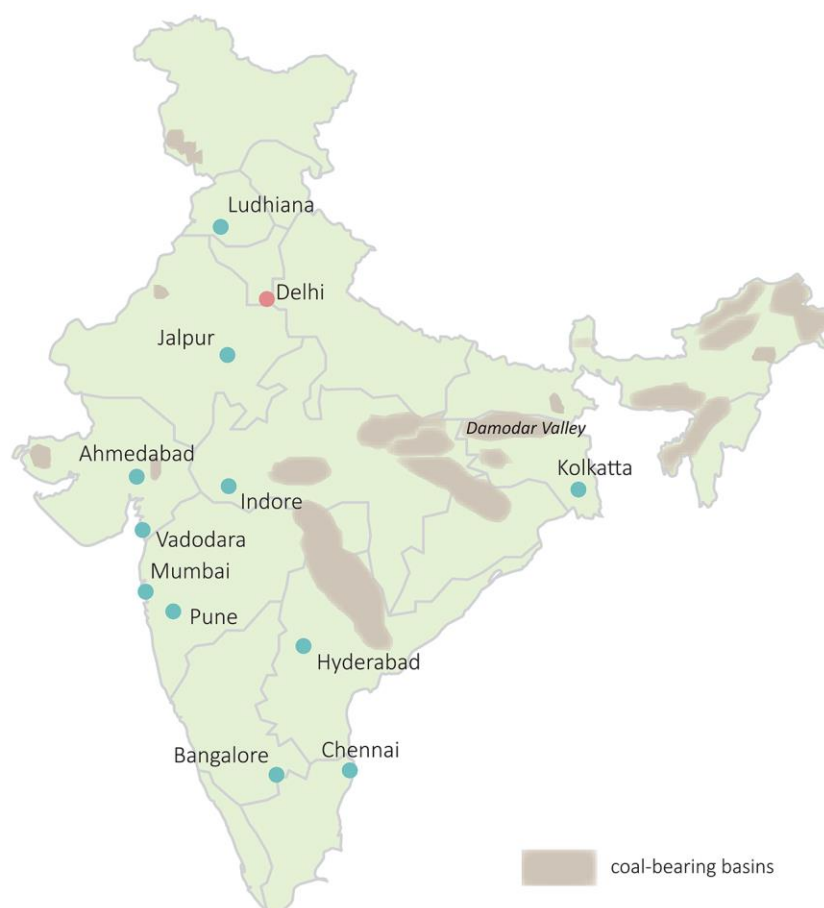 Ludhiana
Delhi
Jalpur
Damodar Valley
Ahmedabad
Kolkatta
Indore
Vadodara
Mumbai
Pune
Hyderabad
Chennai
Bangalore
coal-bearing basins